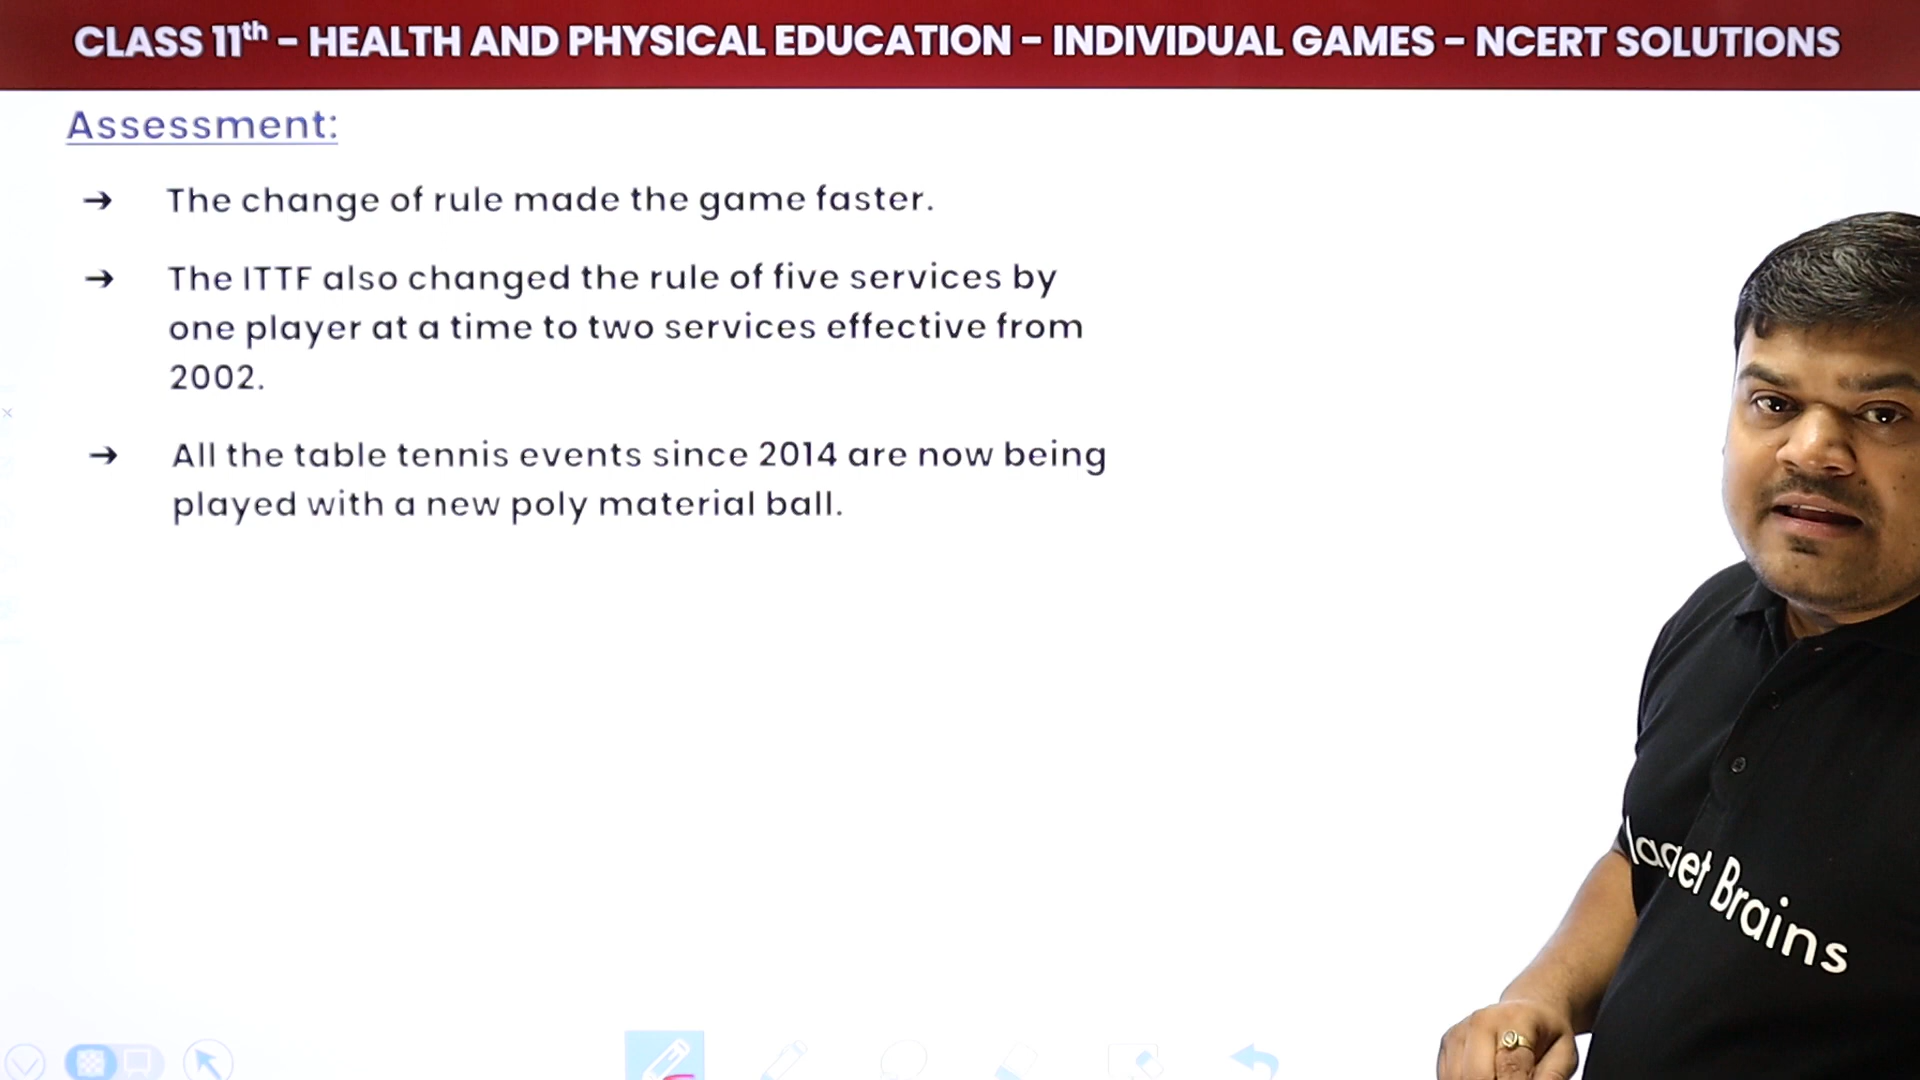 CLASS 11th – HEALTH AND PHYSICAL EDUCATION – INDIVIDUAL GAMES – NCERT SOLUTIONS
Assessment:
➔ The change of rule made the game faster.
➔ The ITTF also changed the rule of five services by
one player at a time to two services effective from
2002.
➔ All the table tennis events since 2014 are now being
played with a new poly material ball.
Brains